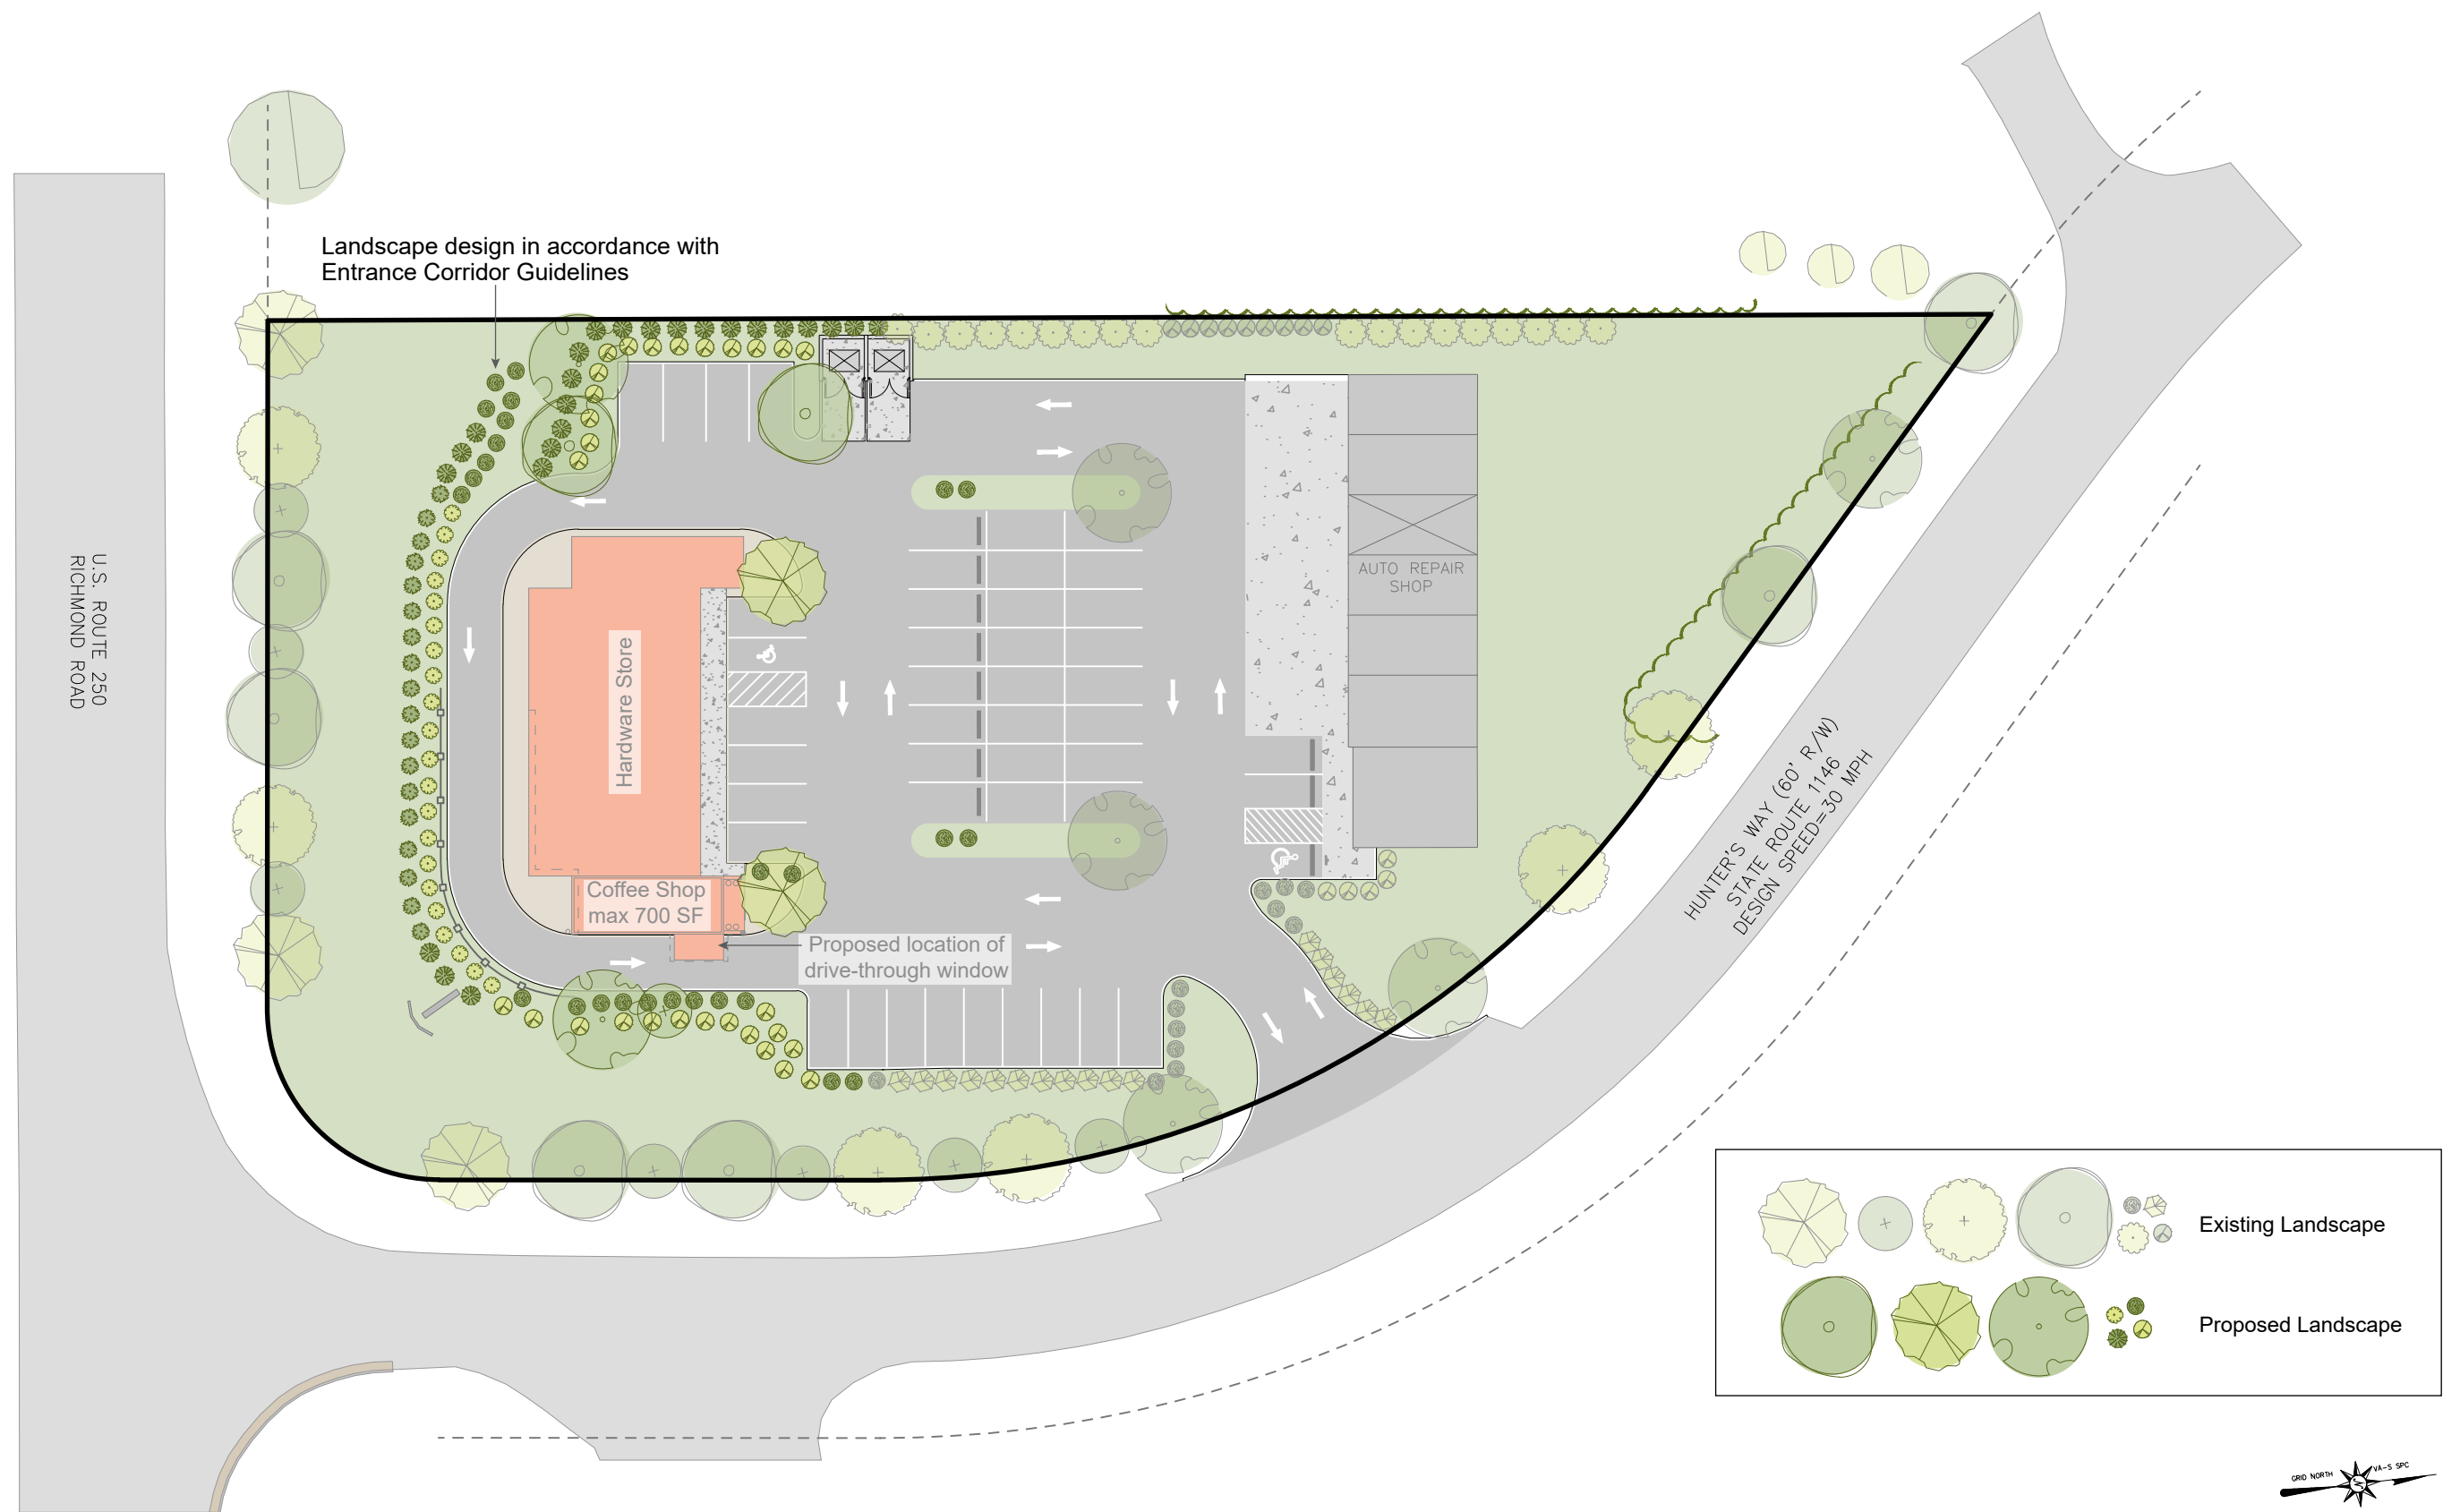 Landscape design in accordance with
Entrance Corridor Guidelines
U.S. ROUTE 250
RICHMOND ROAD
Hardware Store
AUTO REPAIR
SHOP
Coffee Shop
max 700 SF
Proposed location of
drive-through window
HUNTER'S WAY (60' R/W)
STATE ROUTE 1146
DESIGN SPEED=30 MPH
Existing Landscape
Proposed Landscape
GRID NORTH
VA-S SPC